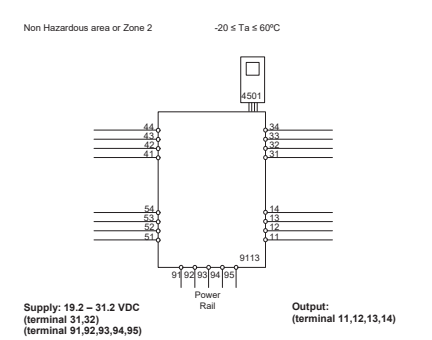 Non Hazardous area or Zone 2 -20 ≤ Ta ≤ 60ºC
4501
44 34
43 33
42 32
41 31
54 14
53 13
52 12
51 11
9113
91 92 93 94 95
Power
Rail
Supply: 19.2 – 31.2 VDC
(terminal 31,32)
(terminal 91,92,93,94,95)
Output:
(terminal 11,12,13,14)